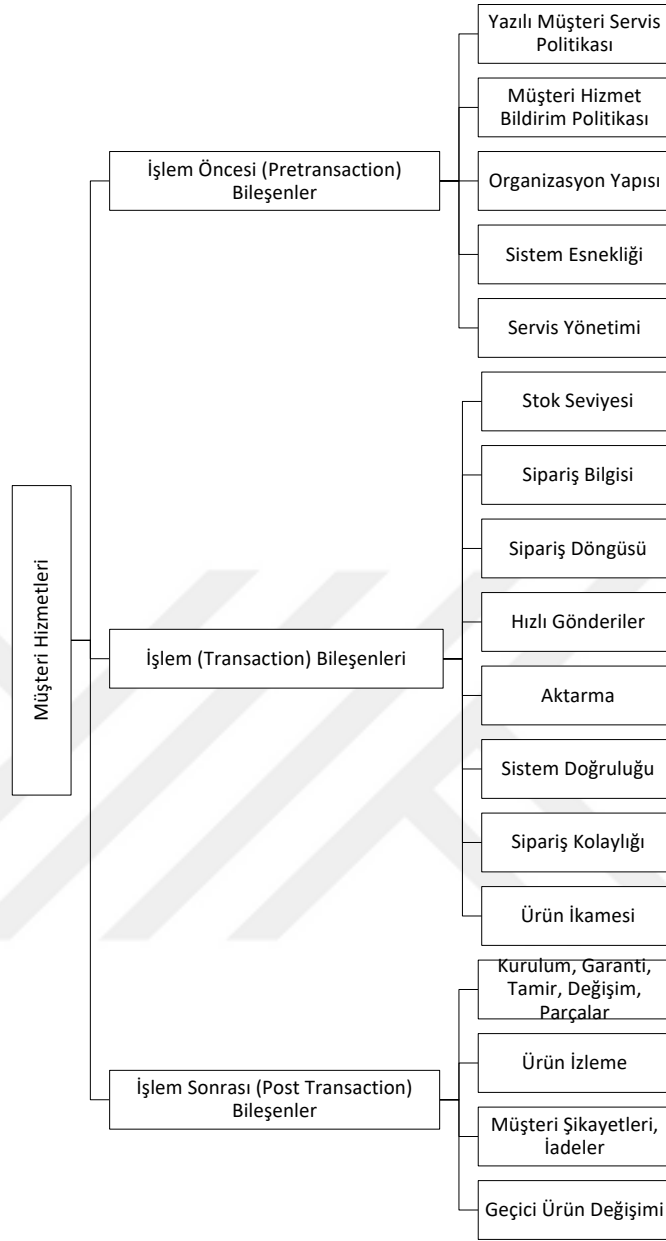 Müşteri Hizmetleri
İşlem Öncesi (Pretransaction)
Bileşenler
Yazılı Müşteri Servis
Politikası
Müşteri Hizmet
Bildirim Politikası
Organizasyon Yapısı
Sistem Esnekliği
Servis Yönetimi
İşlem (Transaction) Bileşenleri
Stok Seviyesi
Sipariş Bilgisi
Sipariş Döngüsü
Hızlı Gönderiler
Aktarma
Sistem Doğruluğu
Sipariş Kolaylığı
Ürün İkamesi
İşlem Sonrası (Post Transaction)
Bileşenler
Kurulum, Garanti,
Tamir, Değişim,
Parçalar
Ürün İzleme
Müşteri Şikayetleri,
İadeler
Geçici Ürün Değişimi